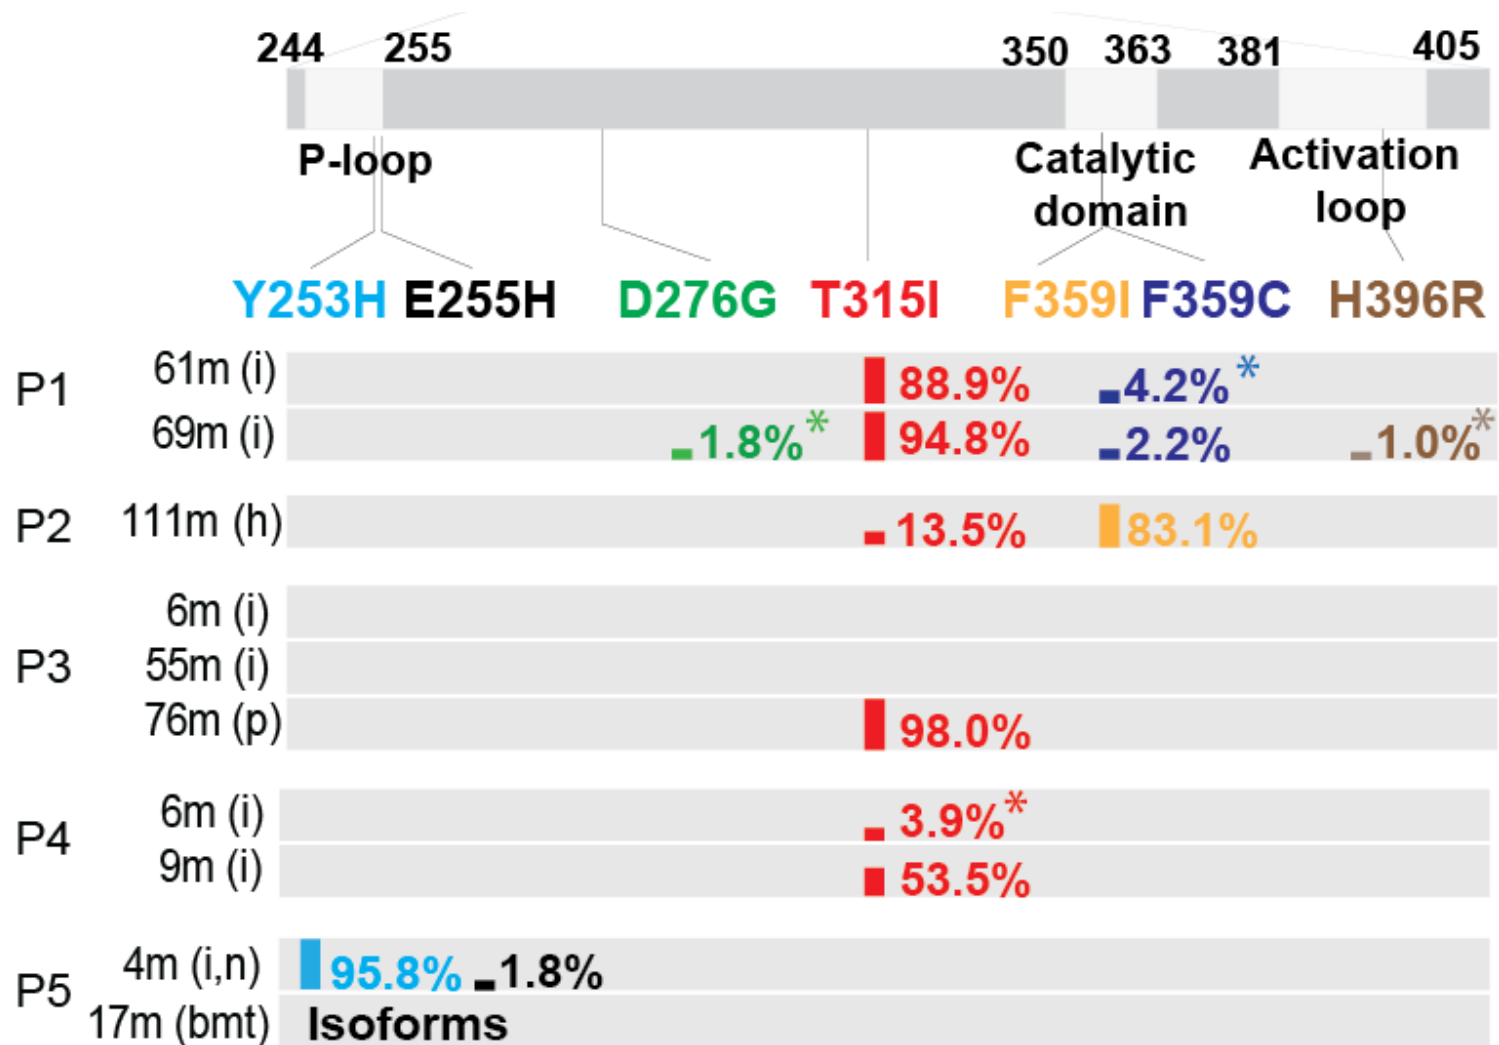 244 255 350 363 381 405
P-loop Catalytic domain Activation loop
Y253H E255H D276G T315I F359I F359C H396R
P1
61m (i) 88.9% 4.2% *
69m (i) 1.8% * 94.8% 2.2% 1.0% *
P2 111m (h) 13.5% 83.1%
P3
6m (i)
55m (i)
76m (p) 98.0%
P4
6m (i) 3.9% *
9m (i) 53.5%
P5
4m (i,n) 95.8% 1.8%
17m (bmt) Isoforms